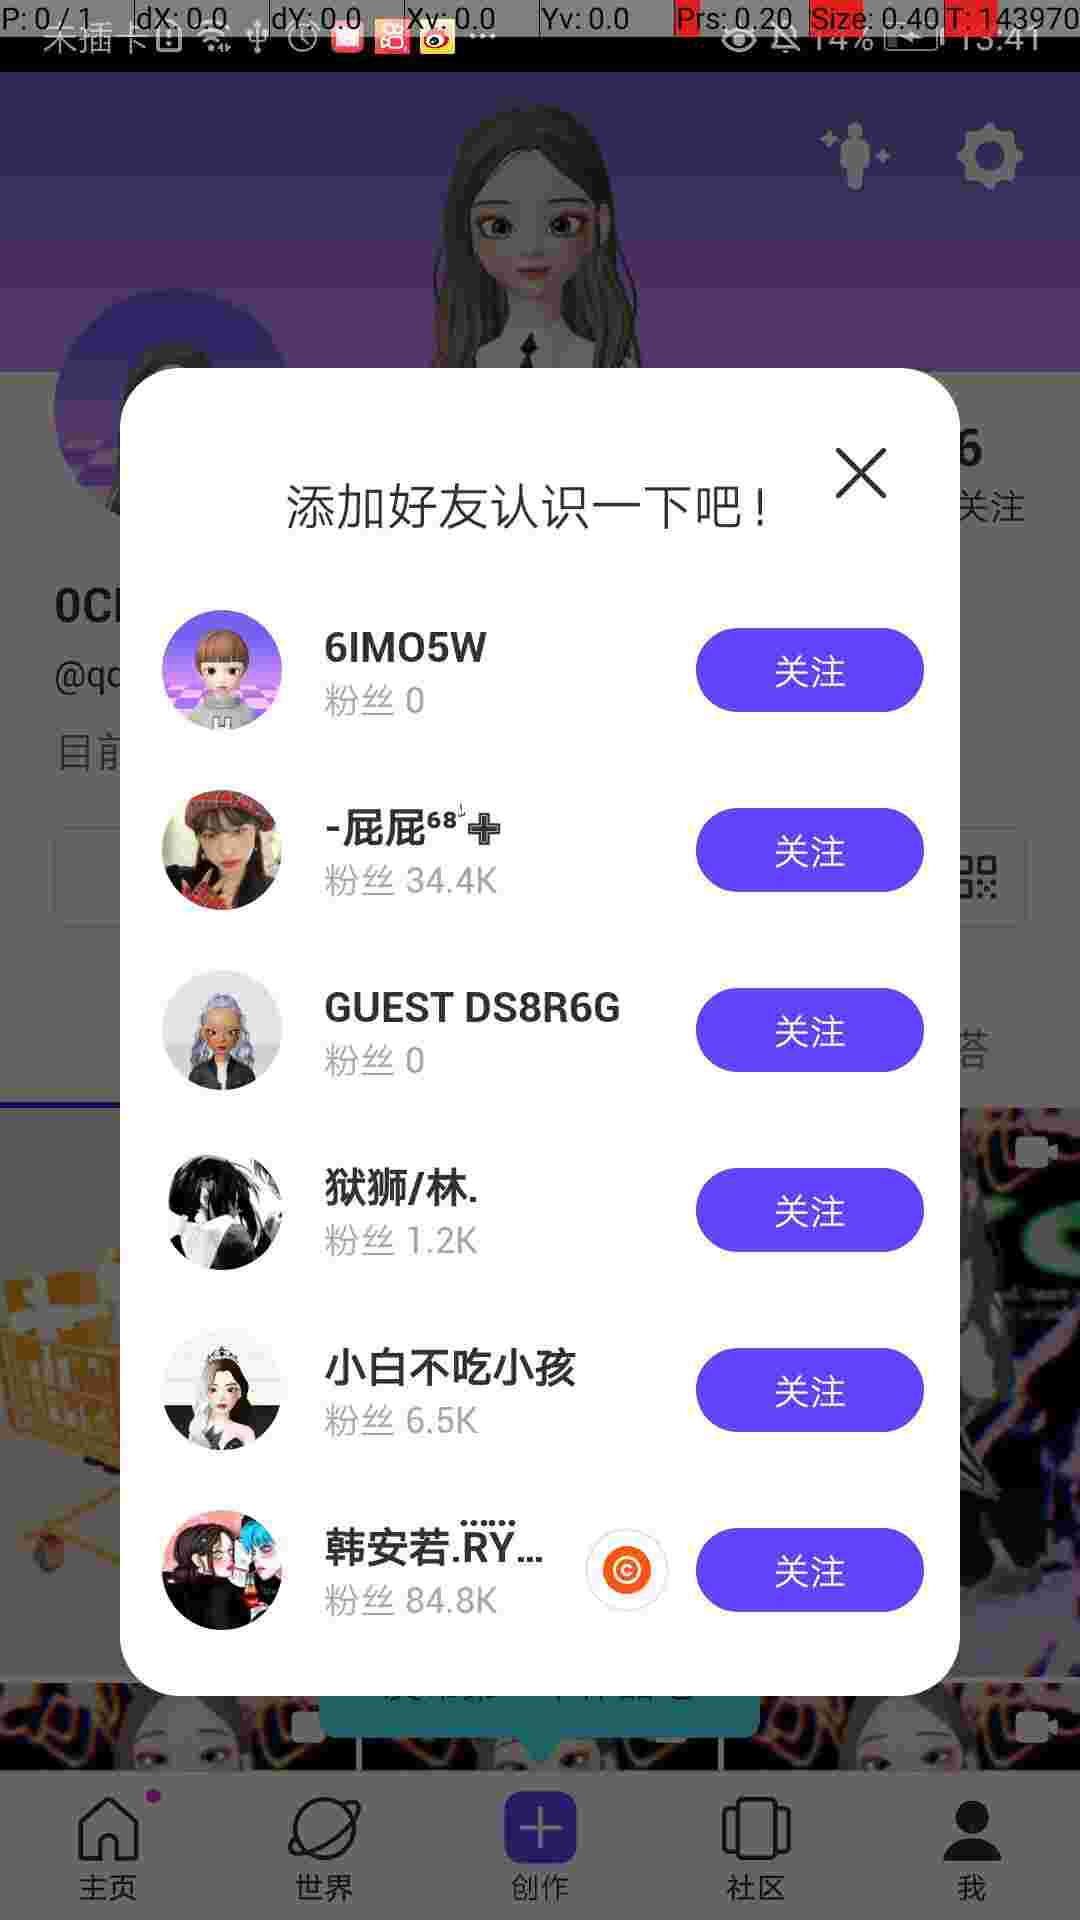 P: 0 / 1 dX: 0.0 dY: 0.0 Xv: 0.0 Yv: 0.0 Prs: 0.20 Size: 0.40 T: 143970
未插卡 14% 13:41
6
关注
添加好友认识一下吧!
6IMO5W
粉丝 0
关注
-屁屁⁶⁸
粉丝 34.4K
关注
GUEST DS8R6G
粉丝 0
关注
狱狮/林.
粉丝 1.2K
关注
小白不吃小孩
粉丝 6.5K
关注
韩安若.RY...
粉丝 84.8K
关注
目前
主页
世界
创作
社区
我